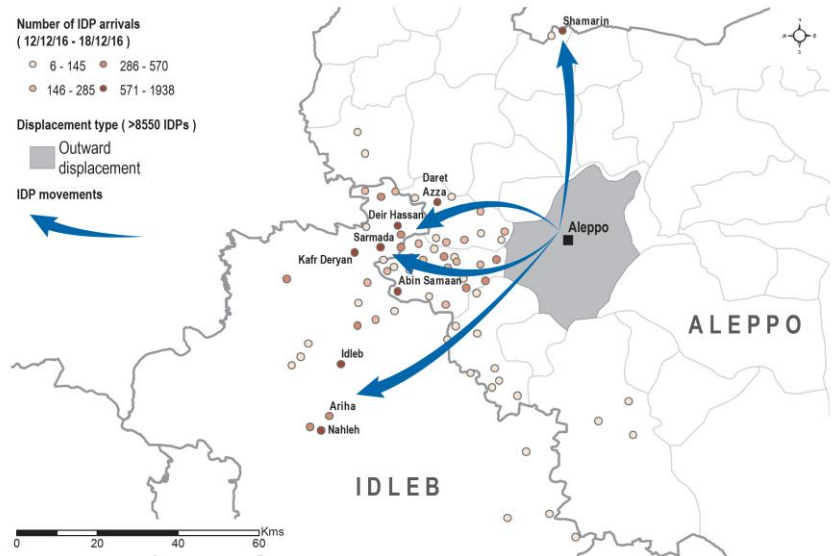 Number of IDP arrivals
( 12/12/16 - 18/12/16 )
6 - 145
286 - 570
146 - 285
571 - 1938
Displacement type ( >8550 IDPs )
Outward
displacement
IDP movements
Shamarin
Daret
Azza
Deir Hassan
Sarmada
Kafr Deryan
Abin Samaan
Aleppo
ALEPPO
Idleb
Ariha
Nahleh
IDLEB
Kms
0 10 20 40 60